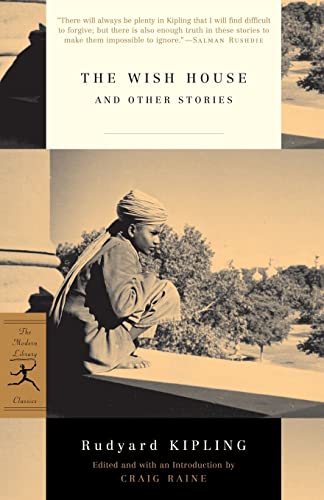 "There will always be plenty in Kipling that I will find difficult
to forgive; but there is also enough truth in these stories to
make them impossible to ignore."—SALMAN RUSHDIE
THE WISH HOUSE
AND OTHER STORIES
The
Modern
Library
Classics
Rudyard KIPLING
Edited and with an Introduction by
CRAIG RAINE